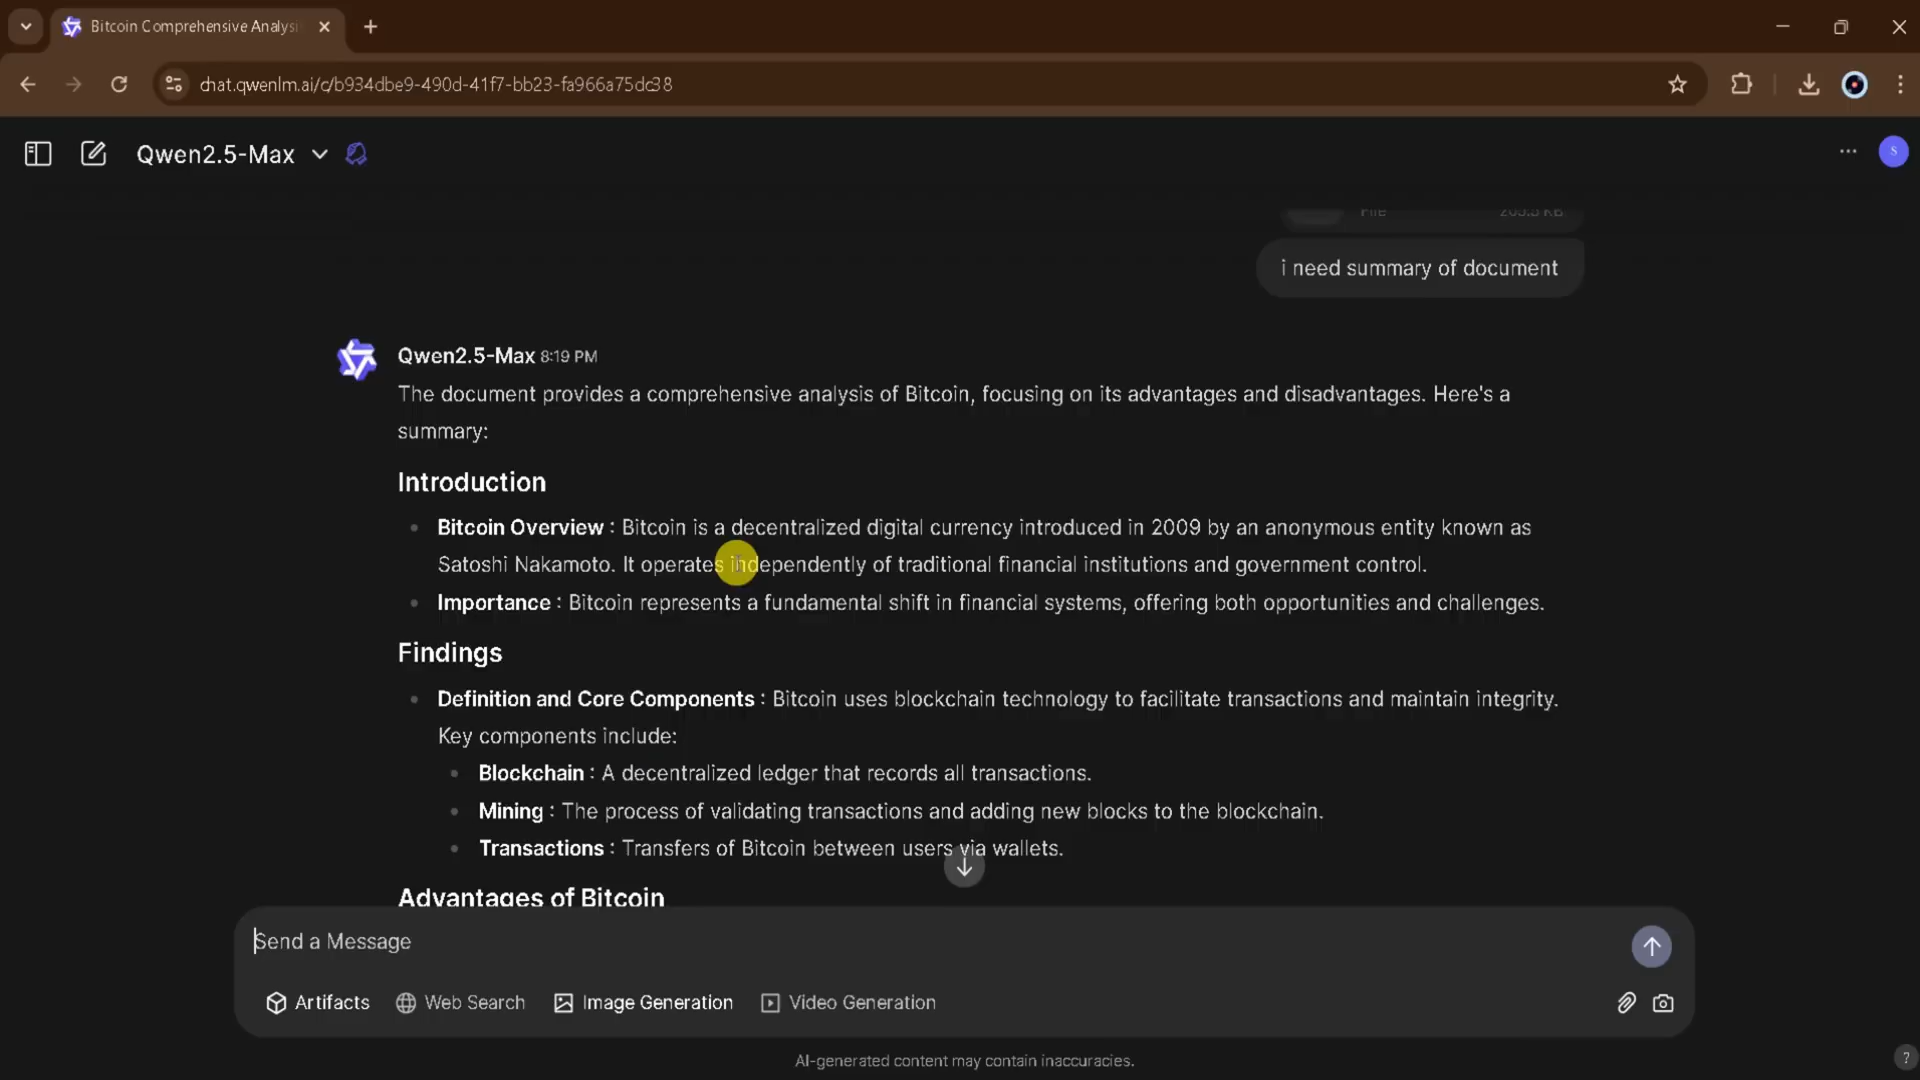 Bitcoin Comprehensive Analysi
chat.qwenlm.ai/c/b934dbe9-490d-41f7-bb23-fa966a75dc38
Qwen2.5-Max
S
File 203.5 KB
i need summary of document
Qwen2.5-Max 8:19 PM
The document provides a comprehensive analysis of Bitcoin, focusing on its advantages and disadvantages. Here's a
summary:
Introduction
Bitcoin Overview : Bitcoin is a decentralized digital currency introduced in 2009 by an anonymous entity known as
Satoshi Nakamoto. It operates independently of traditional financial institutions and government control.
Importance : Bitcoin represents a fundamental shift in financial systems, offering both opportunities and challenges.
Findings
Definition and Core Components : Bitcoin uses blockchain technology to facilitate transactions and maintain integrity.
Key components include:
Blockchain : A decentralized ledger that records all transactions.
Mining : The process of validating transactions and adding new blocks to the blockchain.
Transactions : Transfers of Bitcoin between users via wallets.
Advantages of Bitcoin
Send a Message
Artifacts Web Search Image Generation Video Generation
AI-generated content may contain inaccuracies.
?